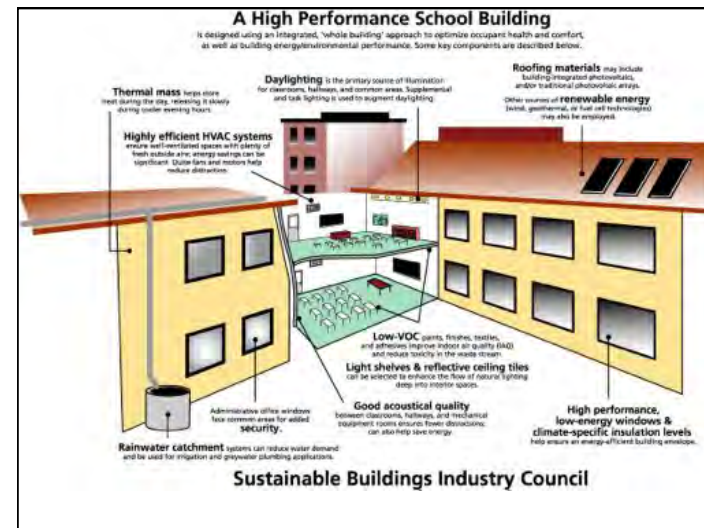 A High Performance School Building
is designed using an integrated, 'whole building' approach to optimize occupant health and comfort,
as well as building energy/environmental performance. Some key components are described below.
Thermal mass helps store
heat during the day, releasing it slowly
during cooler evening hours.
Daylighting is the primary source of illumination
for classrooms, hallways, and common areas. Supplemental
and task lighting is used to augment daylighting.
Roofing materials may include
building-integrated photovoltaics,
and/or traditional photovoltaic arrays.
Other sources of renewable energy
(wind, geothermal, or fuel cell technologies)
may also be employed.
Highly efficient HVAC systems
ensure well-ventilated spaces with plenty of
fresh outside aire; energy savings can be
significant. Quite fans and motors help
reduce distraction.
Low-VOC paints, finishes, textiles,
and adhesives improve indoor air quality (IAQ)
and reduce toxicity in the waste stream.
Light shelves & reflective ceiling tiles
can be selected to enhance the flow of natural lighting
deep into interior spaces.
Good acoustical quality
between classrooms, hallways, and mechanical
equipment rooms ensures fewer distractions;
can also help save energy.
Administrative office windows
face common areas for added
security.
Rainwater catchment systems can reduce water demand
and be used for irrigation and greywater plumbing applications.
High performance,
low-energy windows &
climate-specific insulation levels
help ensure an energy-efficient building envelope.
Sustainable Buildings Industry Council